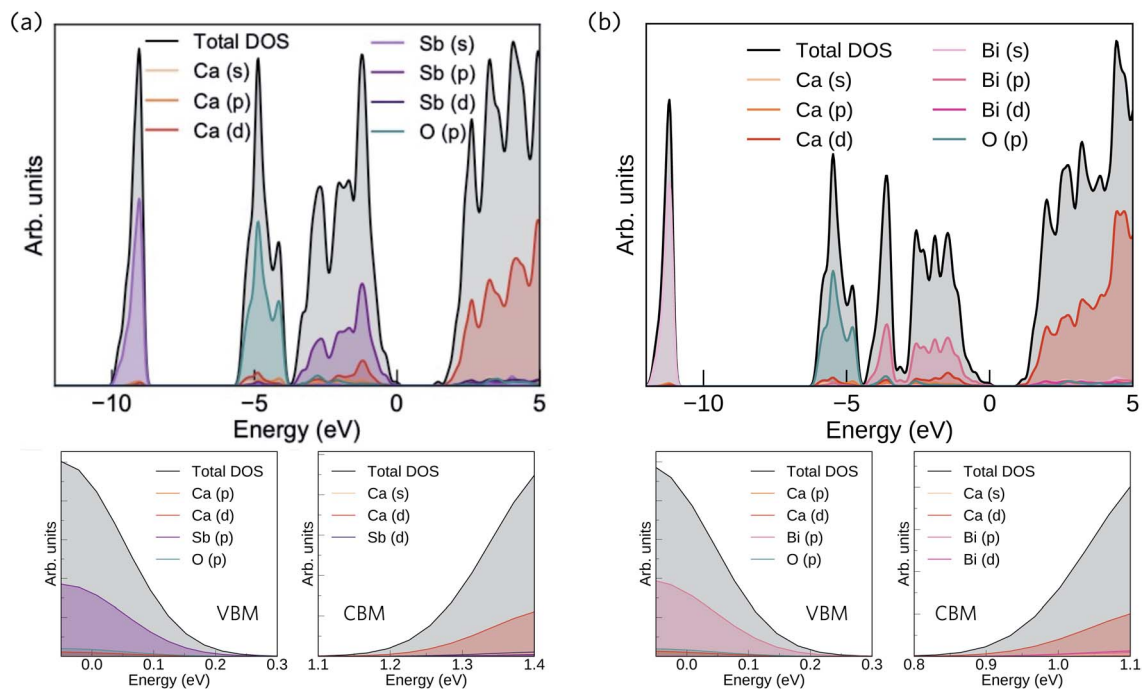 (a)
Total DOS
Ca (s)
Ca (p)
Ca (d)
Sb (s)
Sb (p)
Sb (d)
O (p)
Arb. units
−10
−5
0
5
Energy (eV)
(b)
Total DOS
Ca (s)
Ca (p)
Ca (d)
Bi (s)
Bi (p)
Bi (d)
O (p)
Arb. units
−10
−5
0
5
Energy (eV)
Total DOS
Ca (p)
Ca (d)
Sb (p)
O (p)
VBM
Arb. units
0.0
0.1
0.2
0.3
Energy (eV)
Total DOS
Ca (s)
Ca (d)
Sb (d)
CBM
Arb. units
1.1
1.2
1.3
1.4
Energy (eV)
Total DOS
Ca (p)
Ca (d)
Bi (p)
O (p)
VBM
Arb. units
0.0
0.1
0.2
0.3
Energy (eV)
Total DOS
Ca (s)
Ca (d)
Bi (p)
Bi (d)
CBM
Arb. units
0.8
0.9
1.0
1.1
Energy (eV)